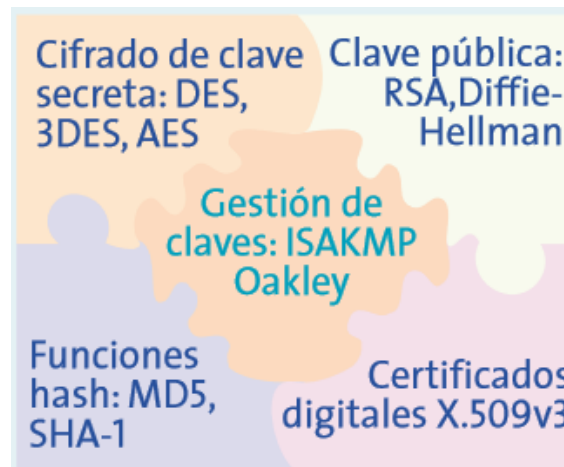 Cifrado de clave
secreta: DES,
3DES, AES
Clave pública:
RSA,Diffie-
Hellman
Gestión de
claves: ISAKMP
Oakley
Funciones
hash: MD5,
SHA-1
Certificados
digitales X.509v3